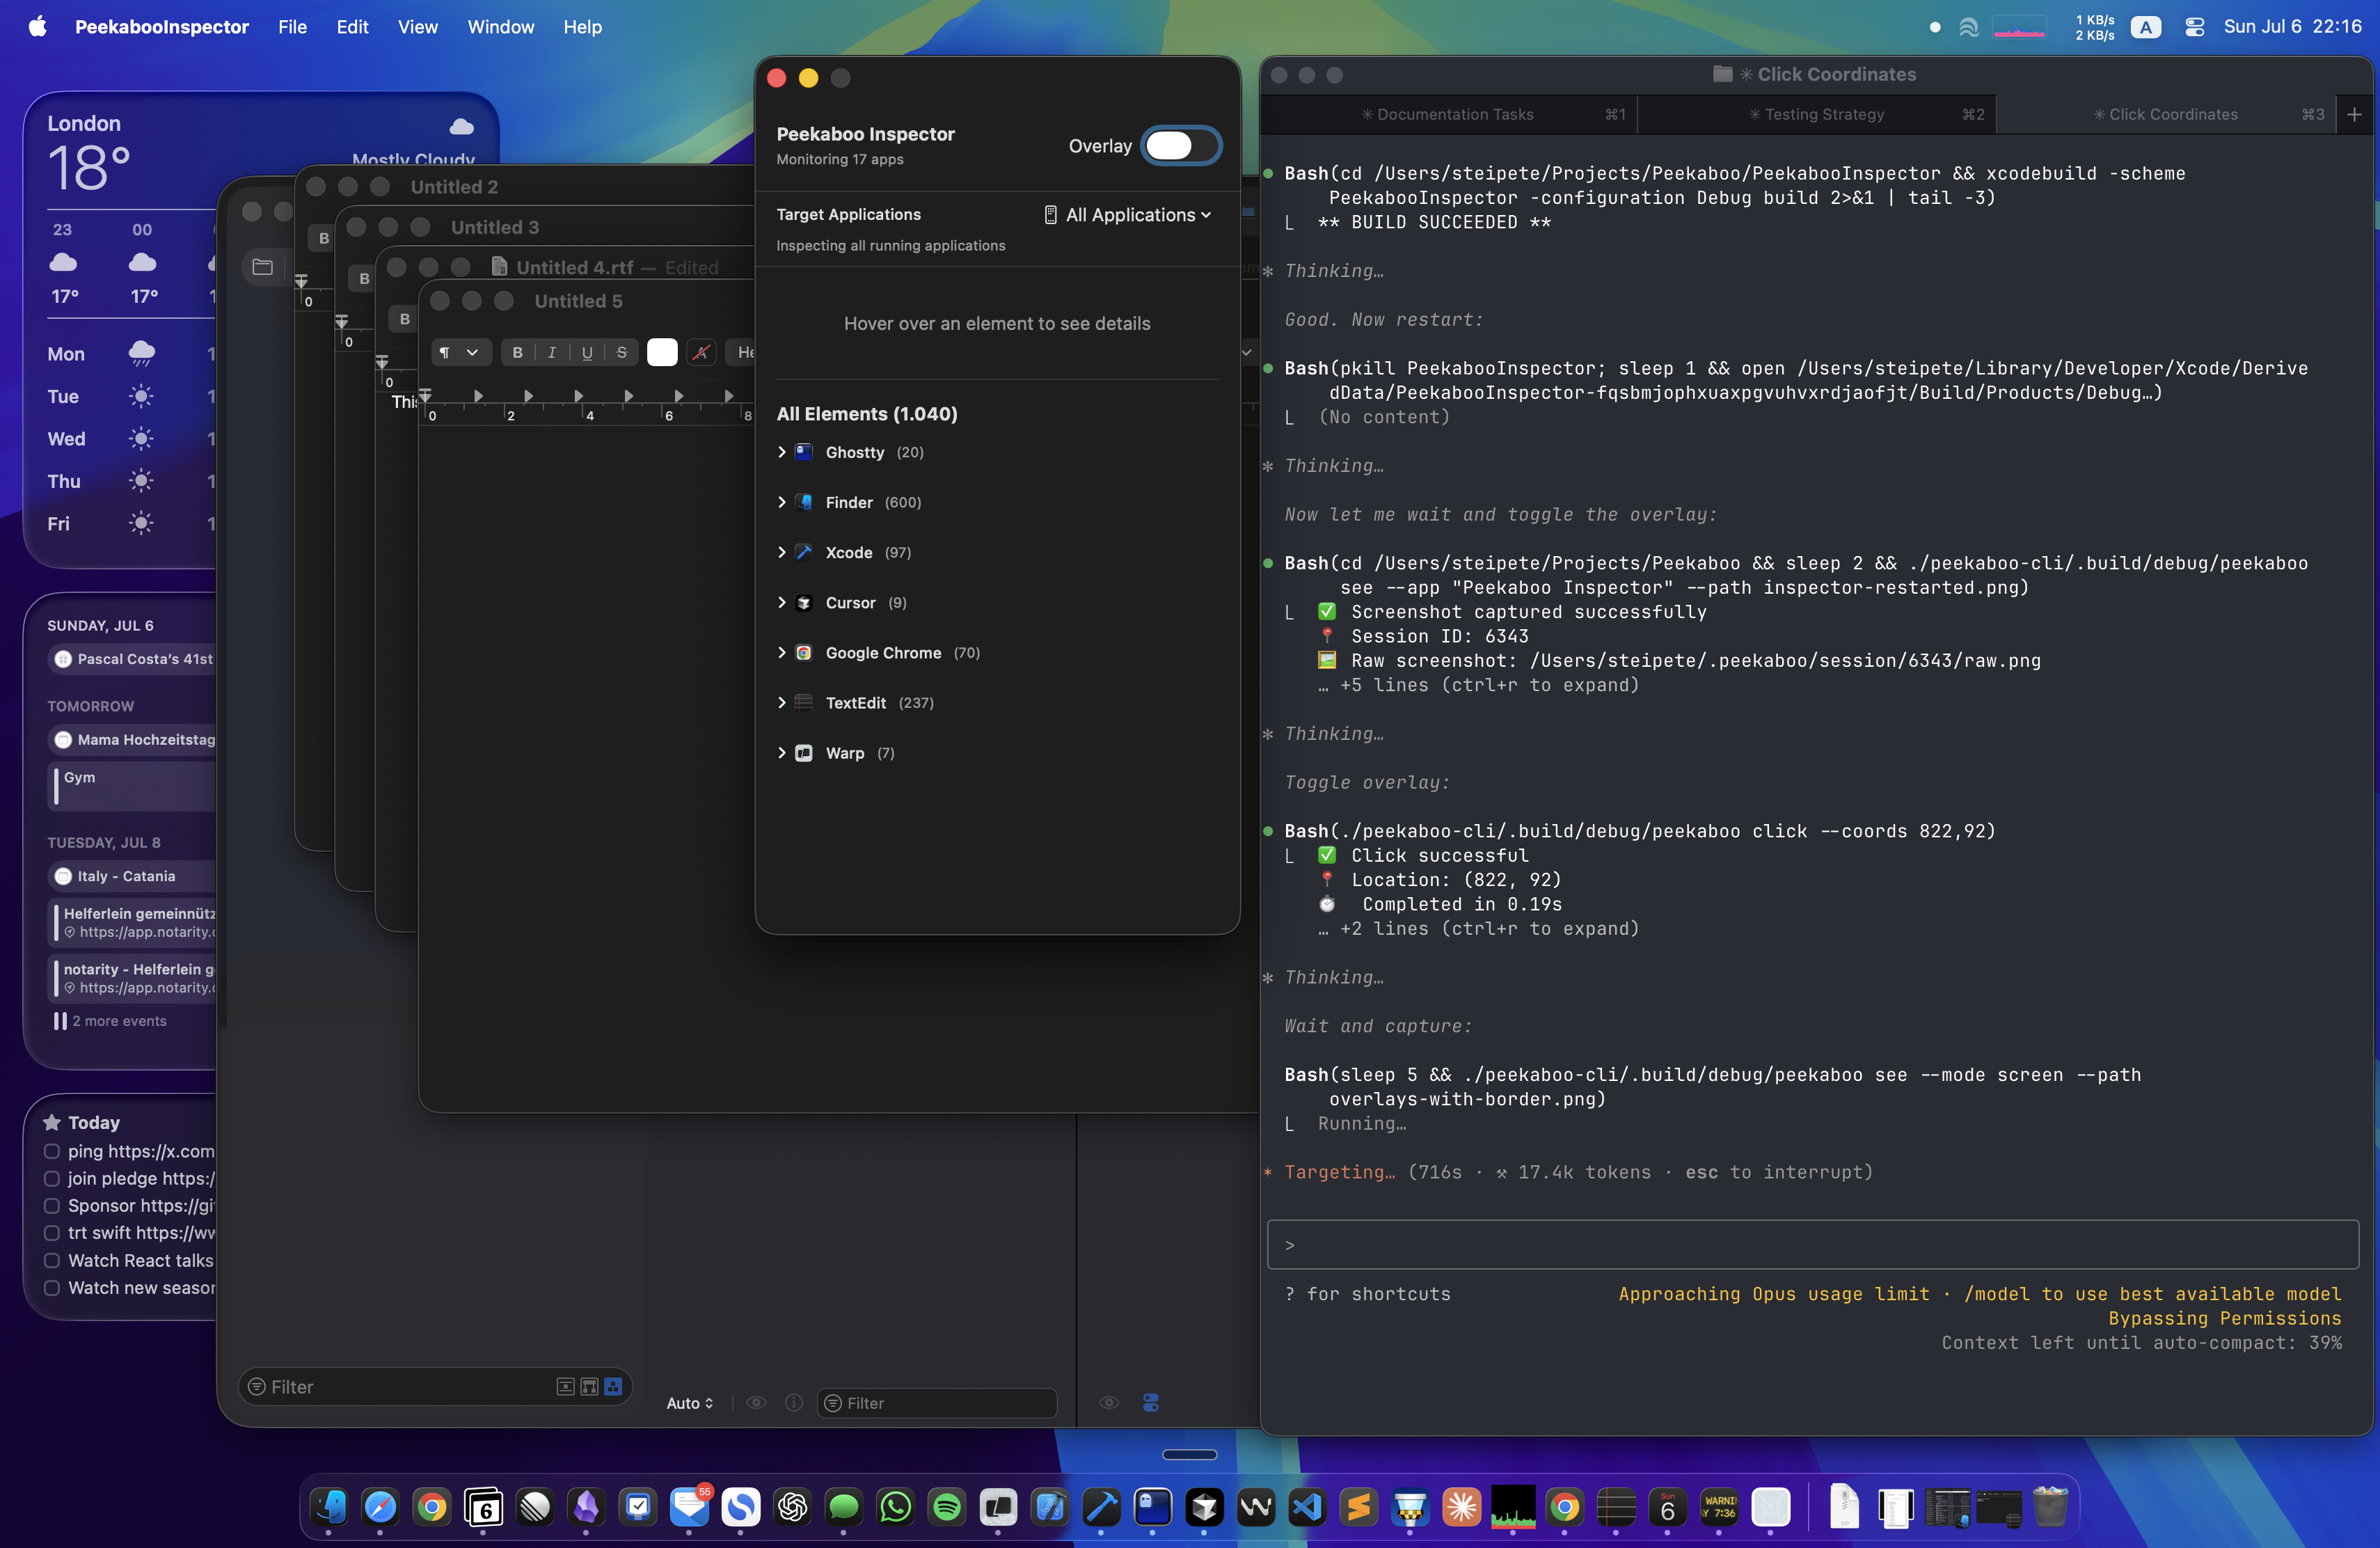 PeekabooInspector File Edit View Window Help
1 KB/s
2 KB/s
A
Sun Jul 6 22:16
London
18°
Mostly Cloudy
23 00
17° 17°
Mon
Tue
Wed
Thu
Fri
SUNDAY, JUL 6
Pascal Costa's 41st
TOMORROW
Mama Hochzeitstag
Gym
TUESDAY, JUL 8
Italy - Catania
Helferlein gemeinnütz
https://app.notarity.c
notarity - Helferlein g
https://app.notarity.c
2 more events
Today
ping https://x.com
join pledge https:/
Sponsor https://gi
trt swift https://w
Watch React talks
Watch new season
Untitled 2
B
0
Untitled 3
B
0
Untitled 4.rtf — Edited
B
0
This
Untitled 5
¶ B I U S A He
0 2 4 6 8
Filter
Auto
Filter
Peekaboo Inspector
Monitoring 17 apps
Overlay
Target Applications
All Applications
Inspecting all running applications
Hover over an element to see details
All Elements (1.040)
Ghostty (20)
Finder (600)
Xcode (97)
Cursor (9)
Google Chrome (70)
TextEdit (237)
Warp (7)
✳ Click Coordinates
✳ Documentation Tasks ⌘1 ✳ Testing Strategy ⌘2 ✳ Click Coordinates ⌘3 +
Bash(cd /Users/steipete/Projects/Peekaboo/PeekabooInspector && xcodebuild -scheme
PeekabooInspector -configuration Debug build 2>&1 | tail -3)
⎿ ** BUILD SUCCEEDED **
✻ Thinking…
Good. Now restart:
Bash(pkill PeekabooInspector; sleep 1 && open /Users/steipete/Library/Developer/Xcode/Derive
dData/PeekabooInspector-fqsbmjophxuaxpgvuhvxrdjaofjt/Build/Products/Debug…)
⎿ (No content)
✻ Thinking…
Now let me wait and toggle the overlay:
Bash(cd /Users/steipete/Projects/Peekaboo && sleep 2 && ./peekaboo-cli/.build/debug/peekaboo
see --app "Peekaboo Inspector" --path inspector-restarted.png)
⎿ ✅ Screenshot captured successfully
📍 Session ID: 6343
🖼️ Raw screenshot: /Users/steipete/.peekaboo/session/6343/raw.png
… +5 lines (ctrl+r to expand)
✻ Thinking…
Toggle overlay:
Bash(./peekaboo-cli/.build/debug/peekaboo click --coords 822,92)
⎿ ✅ Click successful
📍 Location: (822, 92)
⏱️ Completed in 0.19s
… +2 lines (ctrl+r to expand)
✻ Thinking…
Wait and capture:
Bash(sleep 5 && ./peekaboo-cli/.build/debug/peekaboo see --mode screen --path
overlays-with-border.png)
⎿ Running…
✶ Targeting… (716s · ⚒ 17.4k tokens · esc to interrupt)
>
? for shortcuts
Approaching Opus usage limit · /model to use best available model
Bypassing Permissions
Context left until auto-compact: 39%
6
55
Sun
6
WARNI
Y 7:36